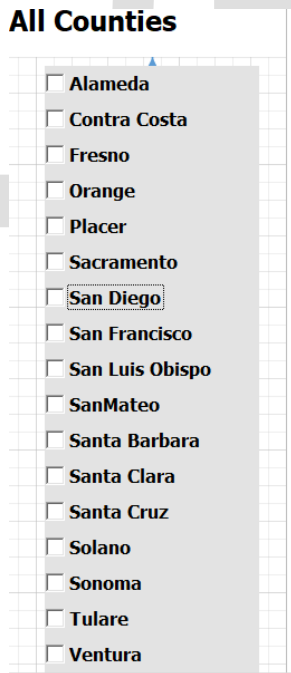 All Counties
Alameda
Contra Costa
Fresno
Orange
Placer
Sacramento
San Diego
San Francisco
San Luis Obispo
SanMateo
Santa Barbara
Santa Clara
Santa Cruz
Solano
Sonoma
Tulare
Ventura